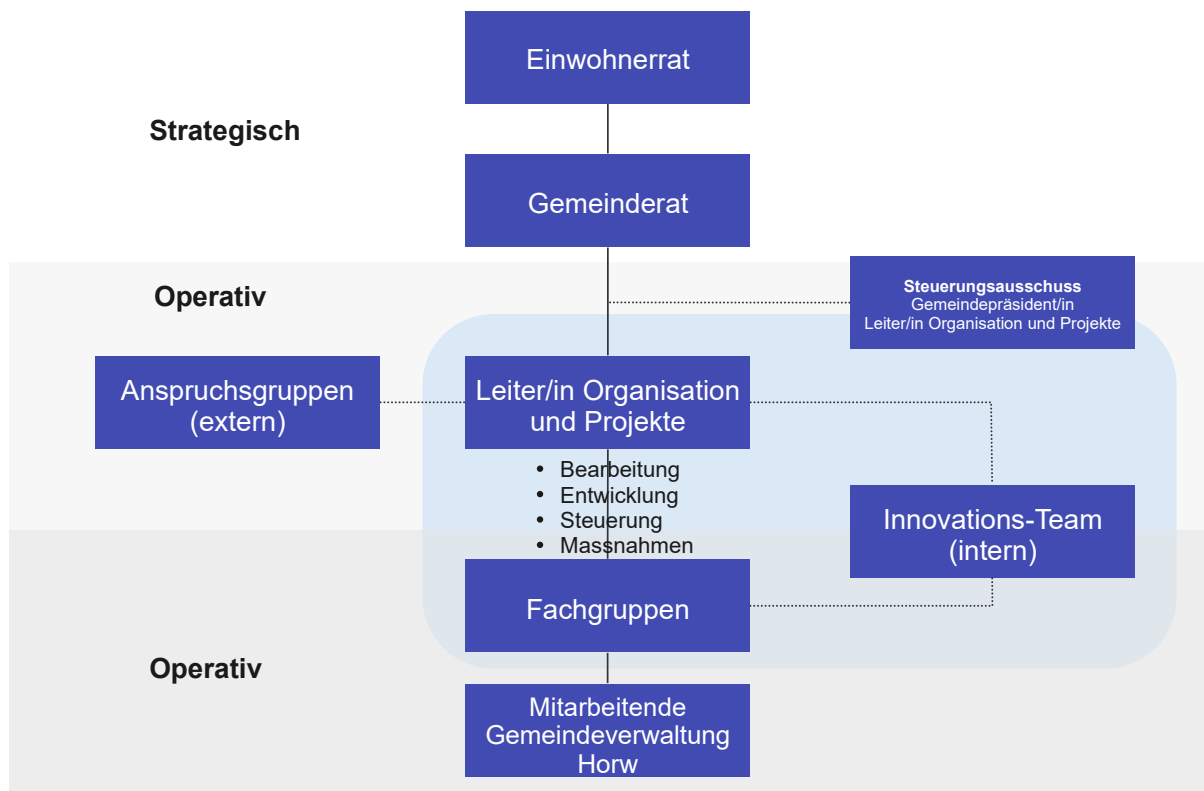 Einwohnerrat
Strategisch
Gemeinderat
Operativ
Steuerungsausschuss
Gemeindepräsident/in
Leiter/in Organisation und Projekte
Anspruchsgruppen
(extern)
Leiter/in Organisation
und Projekte
• Bearbeitung
• Entwicklung
• Steuerung
• Massnahmen
Innovations-Team
(intern)
Fachgruppen
Operativ
Mitarbeitende
Gemeindeverwaltung
Horw